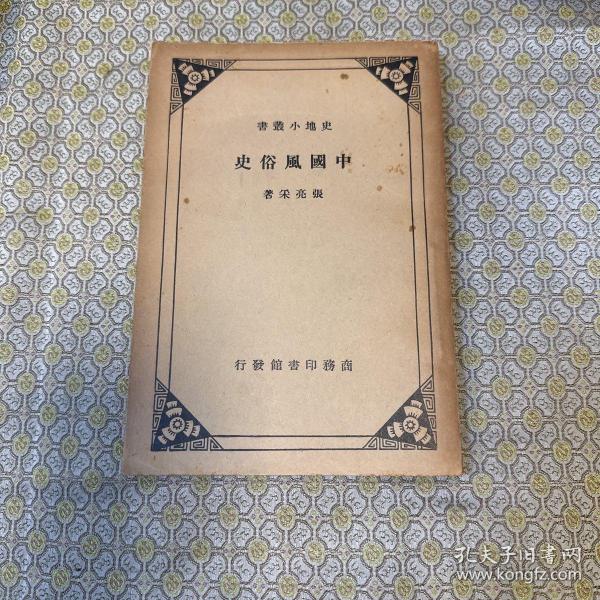 史地小叢書
中國風俗史
張亮采著
商務印書館發行
孔夫子旧書网
www.kongfz.com